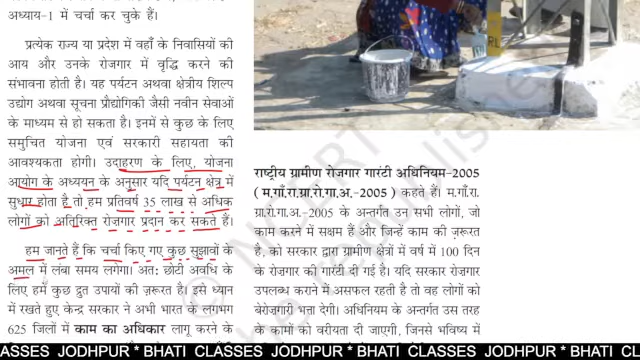 अध्याय-1 में चर्चा कर चुके हैं।
प्रत्येक राज्य या प्रदेश में वहाँ के निवासियों की
आय और उनके रोजगार में वृद्धि करने की
संभावना होती है। यह पर्यटन अथवा क्षेत्रीय शिल्प
उद्योग अथवा सूचना प्रौद्योगिकी जैसी नवीन सेवाओं
के माध्यम से हो सकता है। इनमें से कुछ के लिए
समुचित योजना एवं सरकारी सहायता की
आवश्यकता होगी। उदाहरण के लिए, योजना
आयोग के अध्ययन के अनुसार यदि पर्यटन क्षेत्र में
सुधार होता है तो हम प्रतिवर्ष 35 लाख से अधिक
लोगों को अतिरिक्त रोजगार प्रदान कर सकते हैं।
हम जानते हैं कि चर्चा किए गए कुछ सुझावों के
अमल में लंबा समय लगेगा। अतः छोटी अवधि के
लिए हमें कुछ द्रुत उपायों की ज़रूरत है। इसे ध्यान
में रखते हुए केन्द्र सरकार ने अभी भारत के लगभग
625 जिलों में काम का अधिकार लागू करने के
RL
राष्ट्रीय ग्रामीण रोजगार गारंटी अधिनियम-2005
(म.गाँ.रा.ग्रा.रो.गा.अ.-2005) कहते हैं। म.गाँ.रा.
ग्रा.रो.गा.अ.-2005 के अन्तर्गत उन सभी लोगों, जो
काम करने में सक्षम हैं और जिन्हें काम की ज़रूरत
है, को सरकार द्वारा ग्रामीण क्षेत्रों में वर्ष में 100 दिन
के रोजगार की गारंटी दी गई है। यदि सरकार रोजगार
उपलब्ध कराने में असफल रहती है तो वह लोगों को
बेरोजगारी भत्ता देगी। अधिनियम के अन्तर्गत उस तरह
के कामों को वरीयता दी जाएगी, जिनसे भविष्य में
CLASSES JODHPUR * BHATI CLASSES JODHPUR * BHATI CLASSES JODHPUR